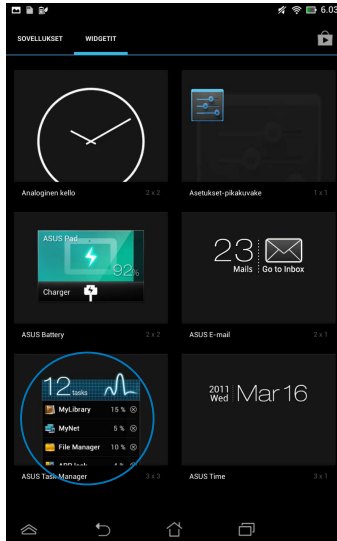 6.03
SOVELLUKSET WIDGETIT
Analoginen kello 2 x 2
Asetukset-pikakuvake 1 x 1
ASUS Pad
92%
Charger
ASUS Battery 2 x 2
23
Mails Go to Inbox
ASUS E-mail 2 x 1
12 tasks
MyLibrary 15 %
MyNet 5 %
File Manager 10 %
ASUS Task Manager 3 x 3
2011
Wed Mar 16
ASUS Time 3 x 1